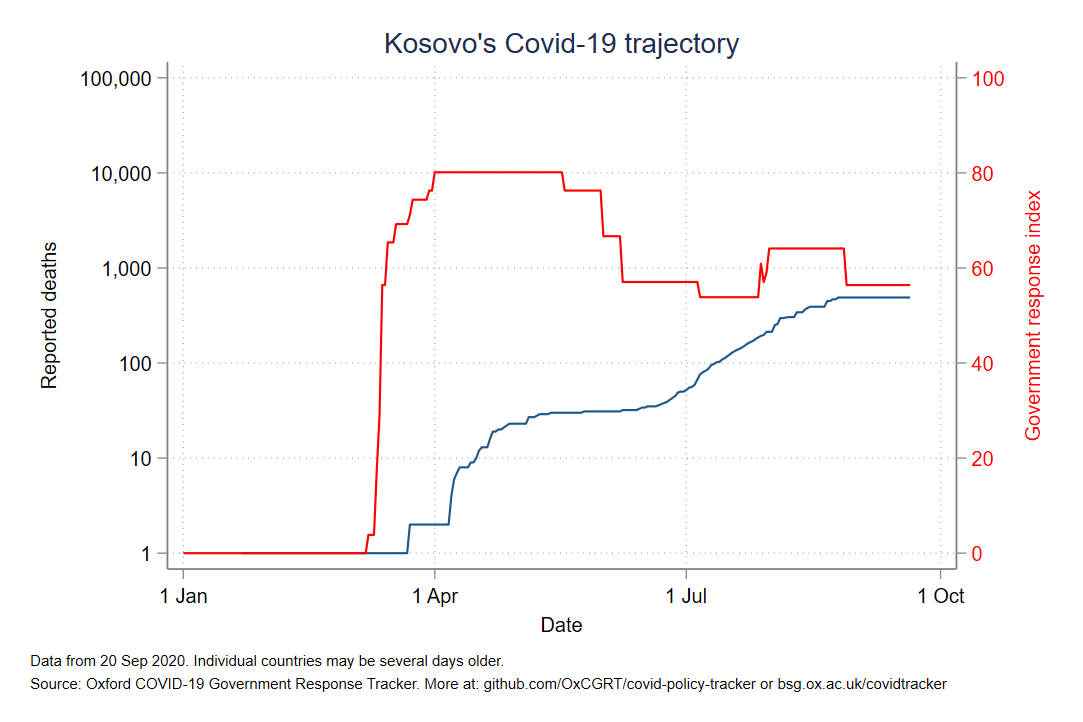 Kosovo's Covid-19 trajectory
100,000
10,000
1,000
100
10
1
Reported deaths
100
80
60
40
20
0
Government response index
1 Jan
1 Apr
1 Jul
1 Oct
Date
Data from 20 Sep 2020. Individual countries may be several days older.
Source: Oxford COVID-19 Government Response Tracker. More at: github.com/OxCGRT/covid-policy-tracker or bsg.ox.ac.uk/covidtracker